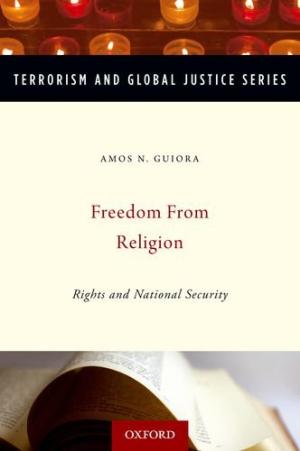 TERRORISM AND GLOBAL JUSTICE SERIES
AMOS N. GUIORA
Freedom From
Religion
Rights and National Security
OXFORD